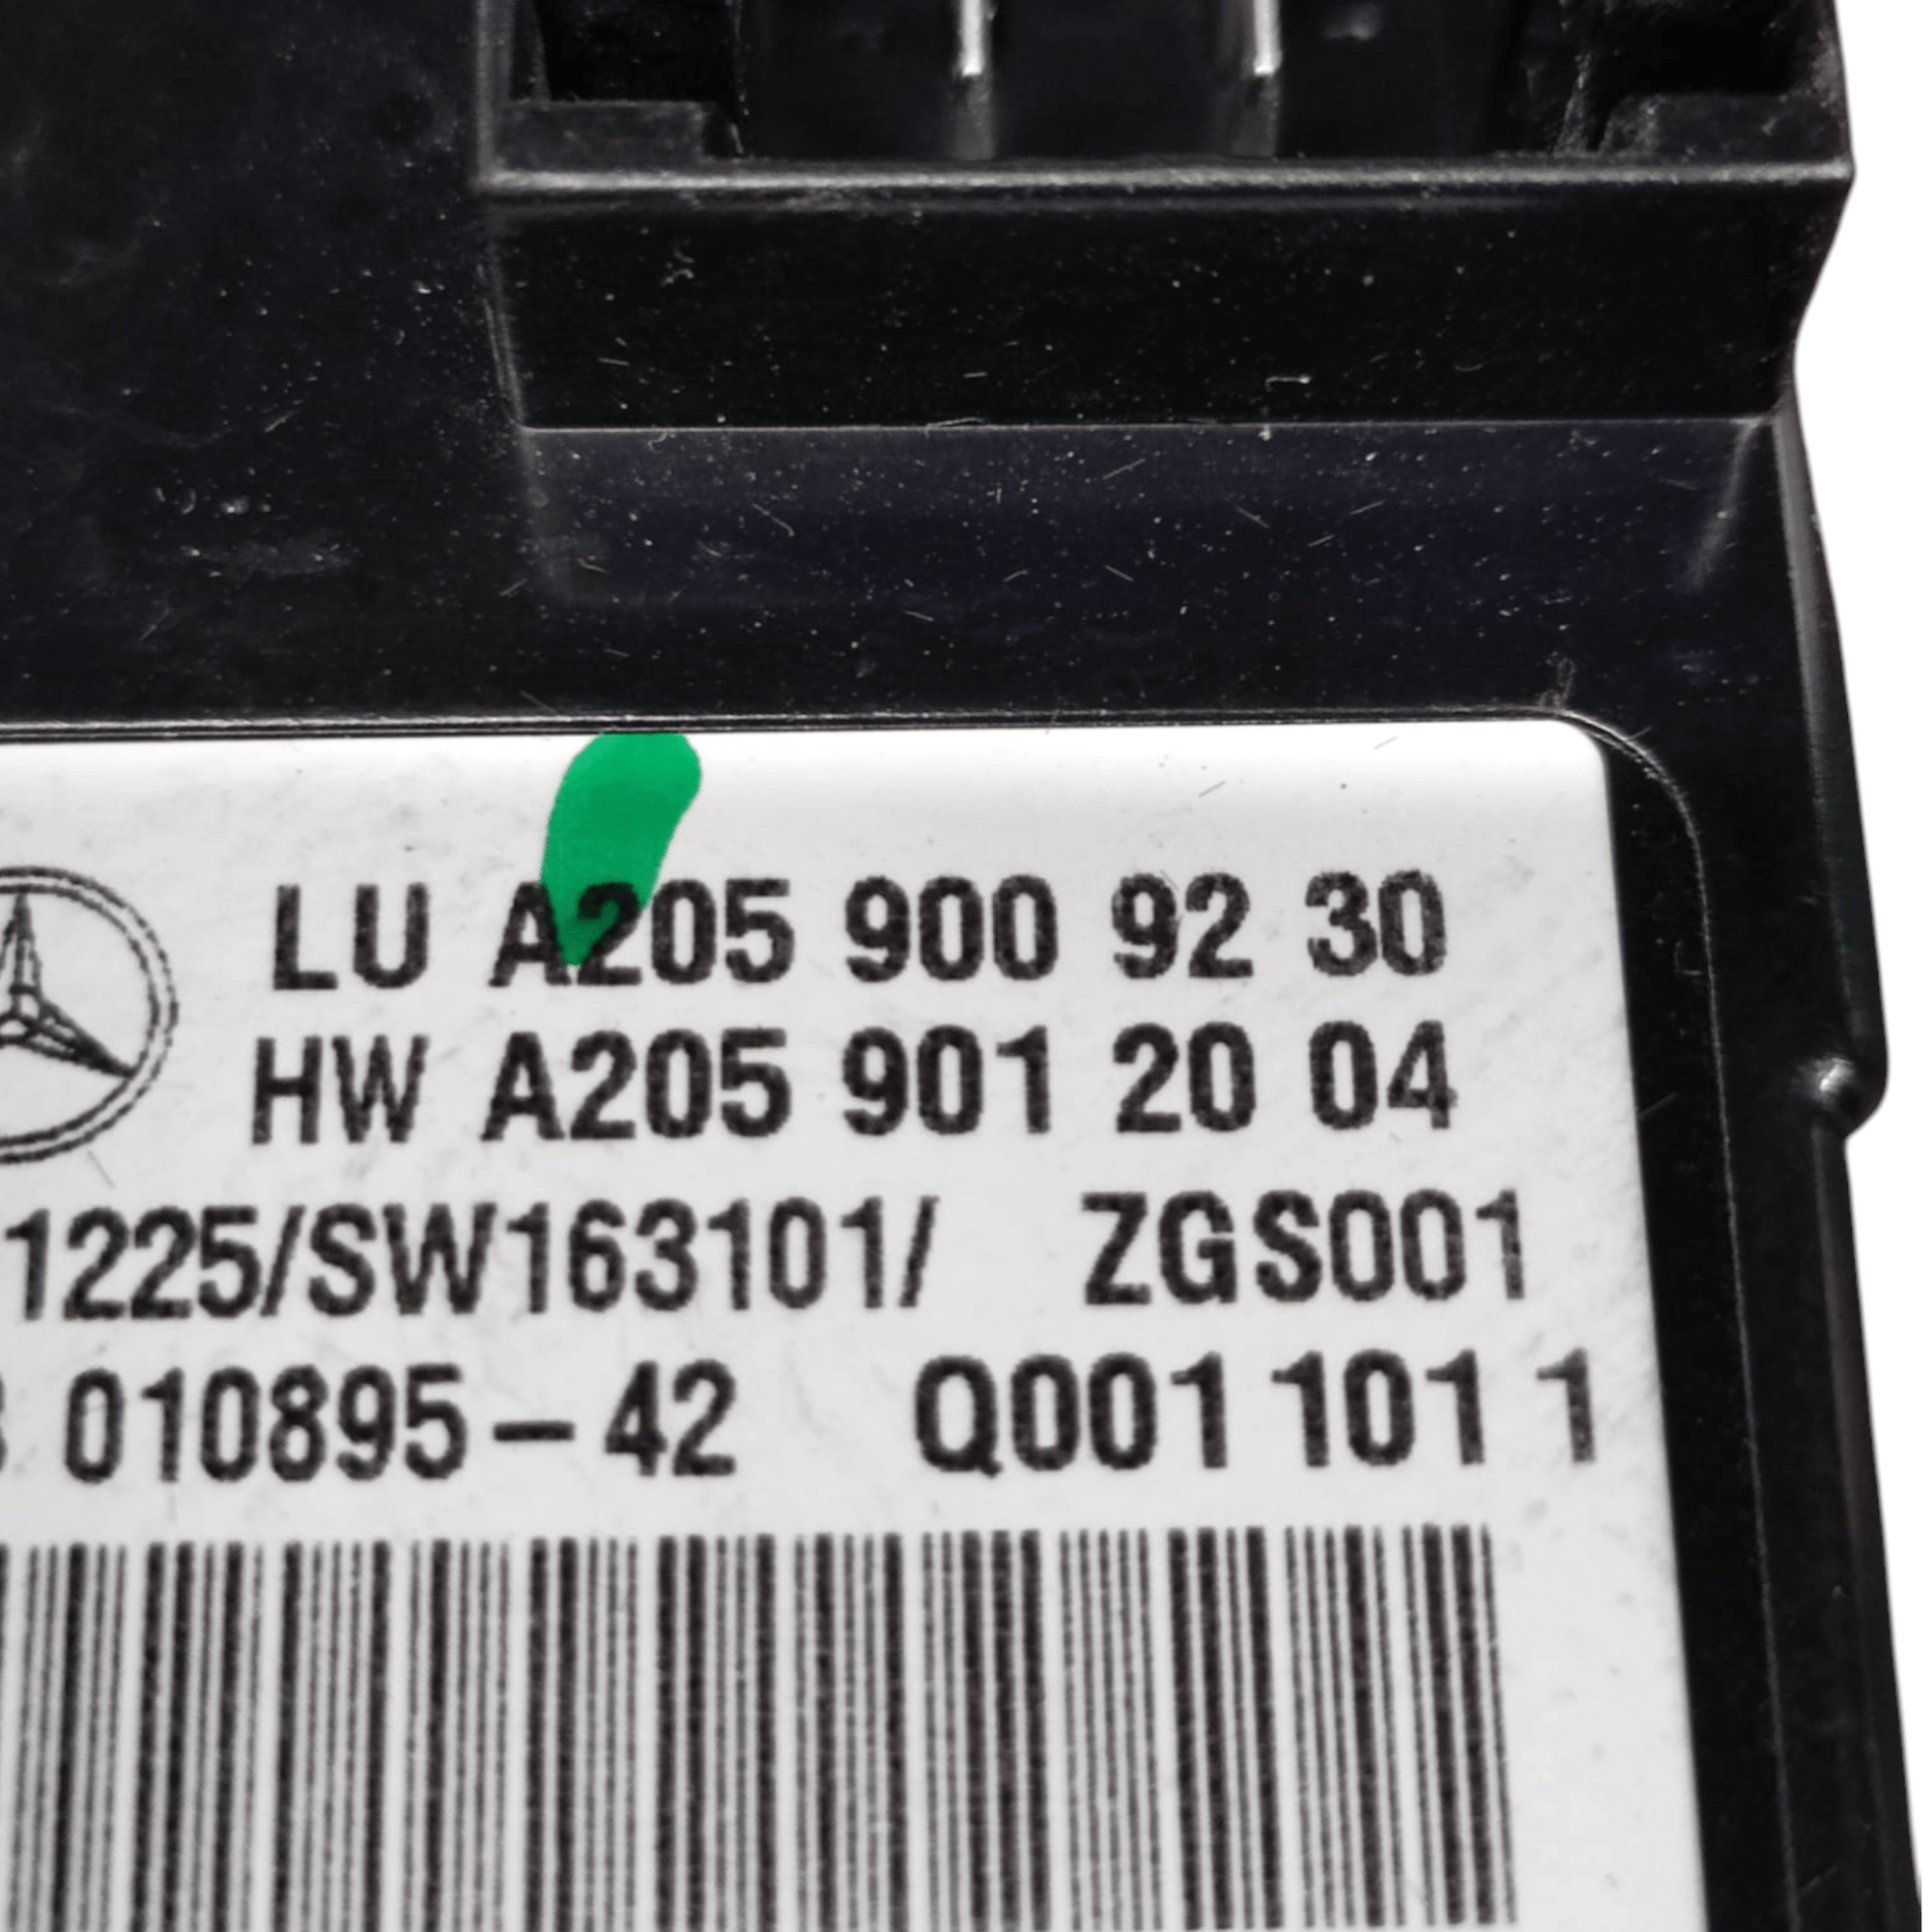 LU A205 900 92 30
HW A205 901 20 04
1225/SW163101/ ZGS001
010895-42 Q001 101 1